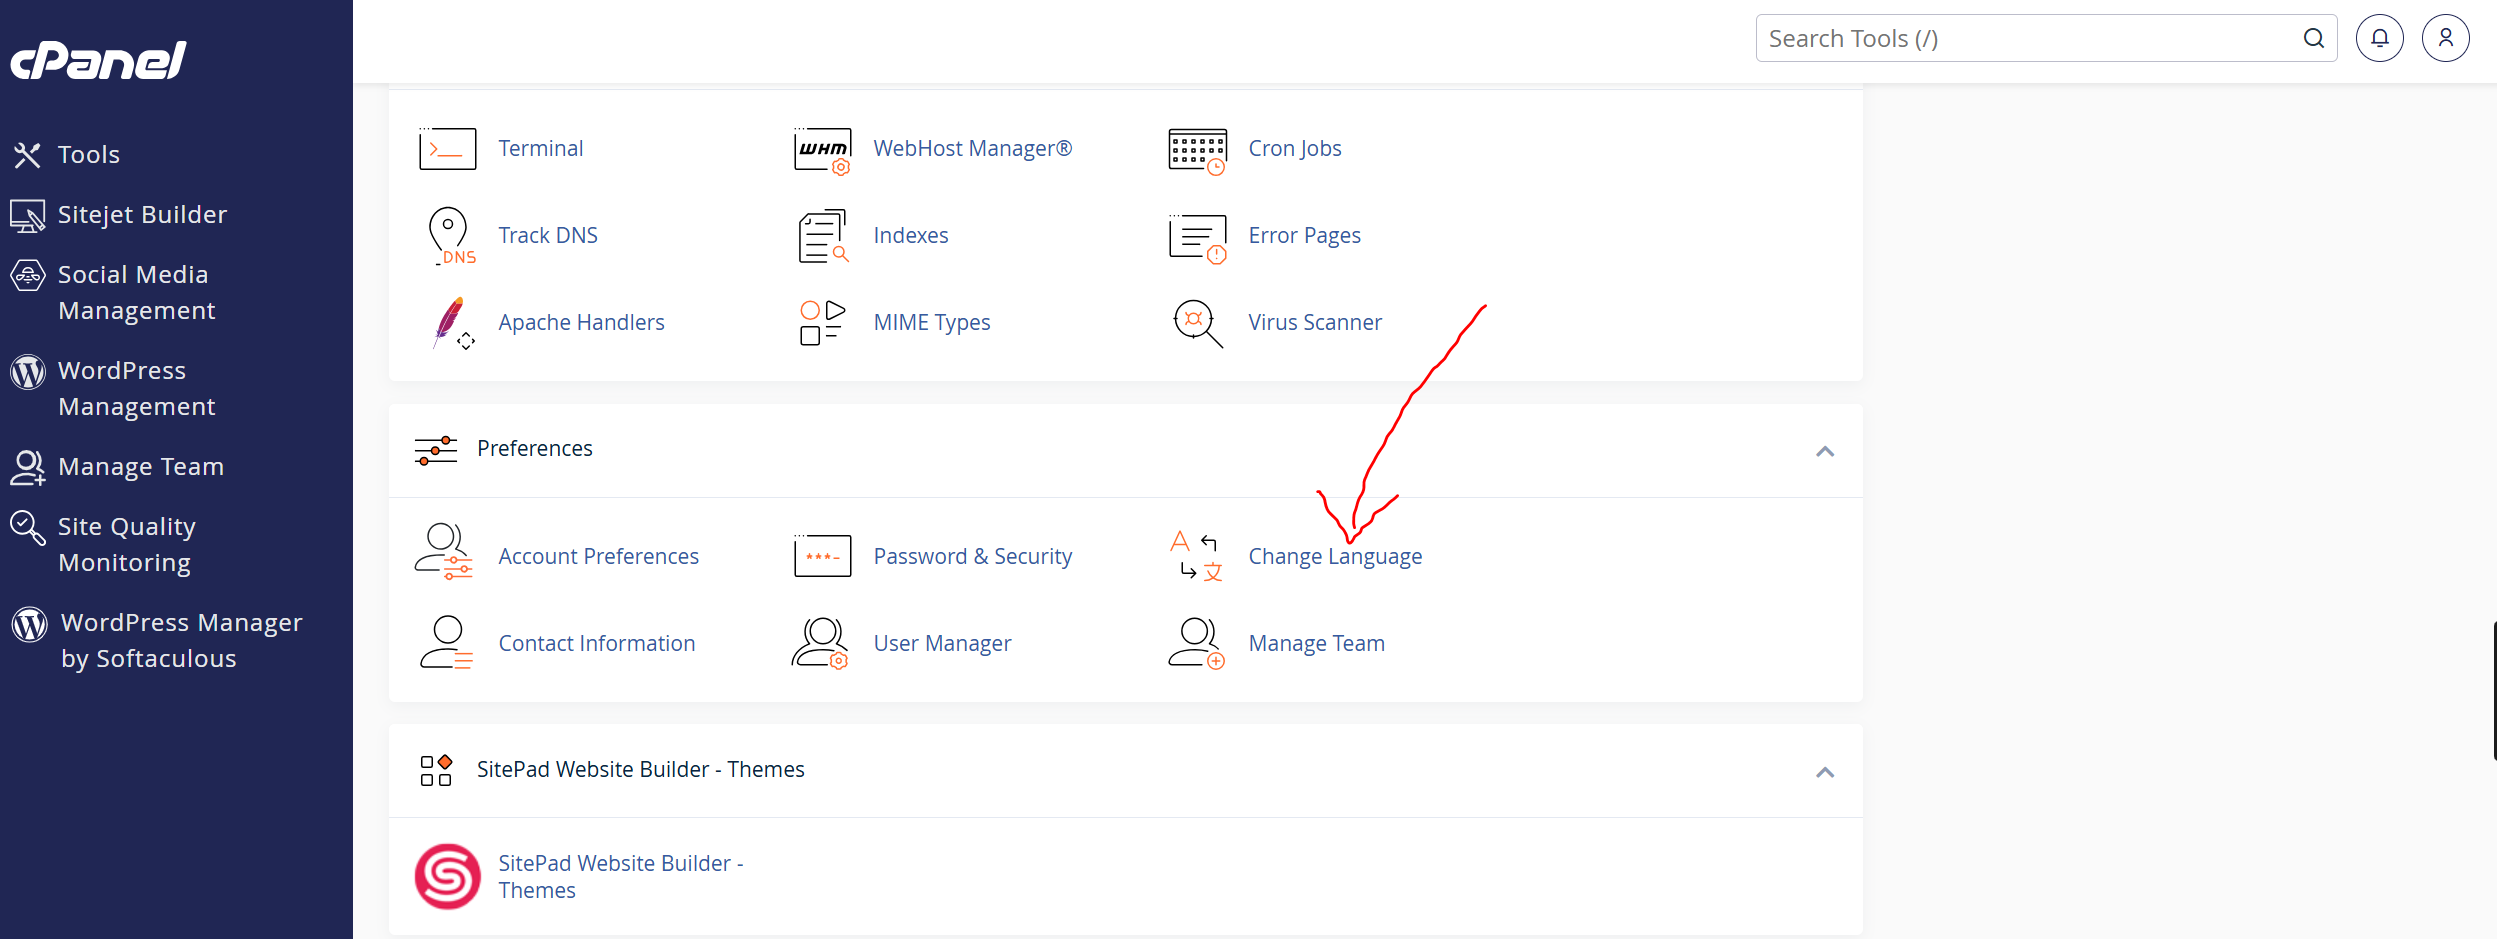 cPanel
Search Tools (/)
Tools
Sitejet Builder
Social Media
Management
WordPress
Management
Manage Team
Site Quality
Monitoring
WordPress Manager
by Softaculous
Terminal
WHM
WebHost Manager®
Cron Jobs
DNS
Track DNS
Indexes
Error Pages
Apache Handlers
MIME Types
Virus Scanner
Preferences
Account Preferences
***_
Password & Security
A
文
Change Language
Contact Information
User Manager
Manage Team
SitePad Website Builder - Themes
SitePad Website Builder -
Themes